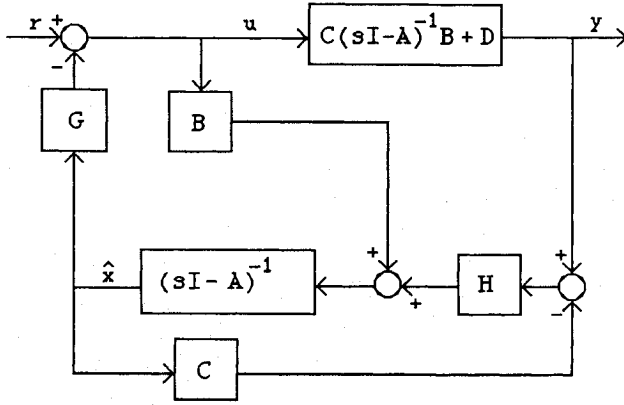 r + u C(sI-A)⁻¹B+D y
-
G B
x̂ (sI-A)⁻¹ + + H + -
C